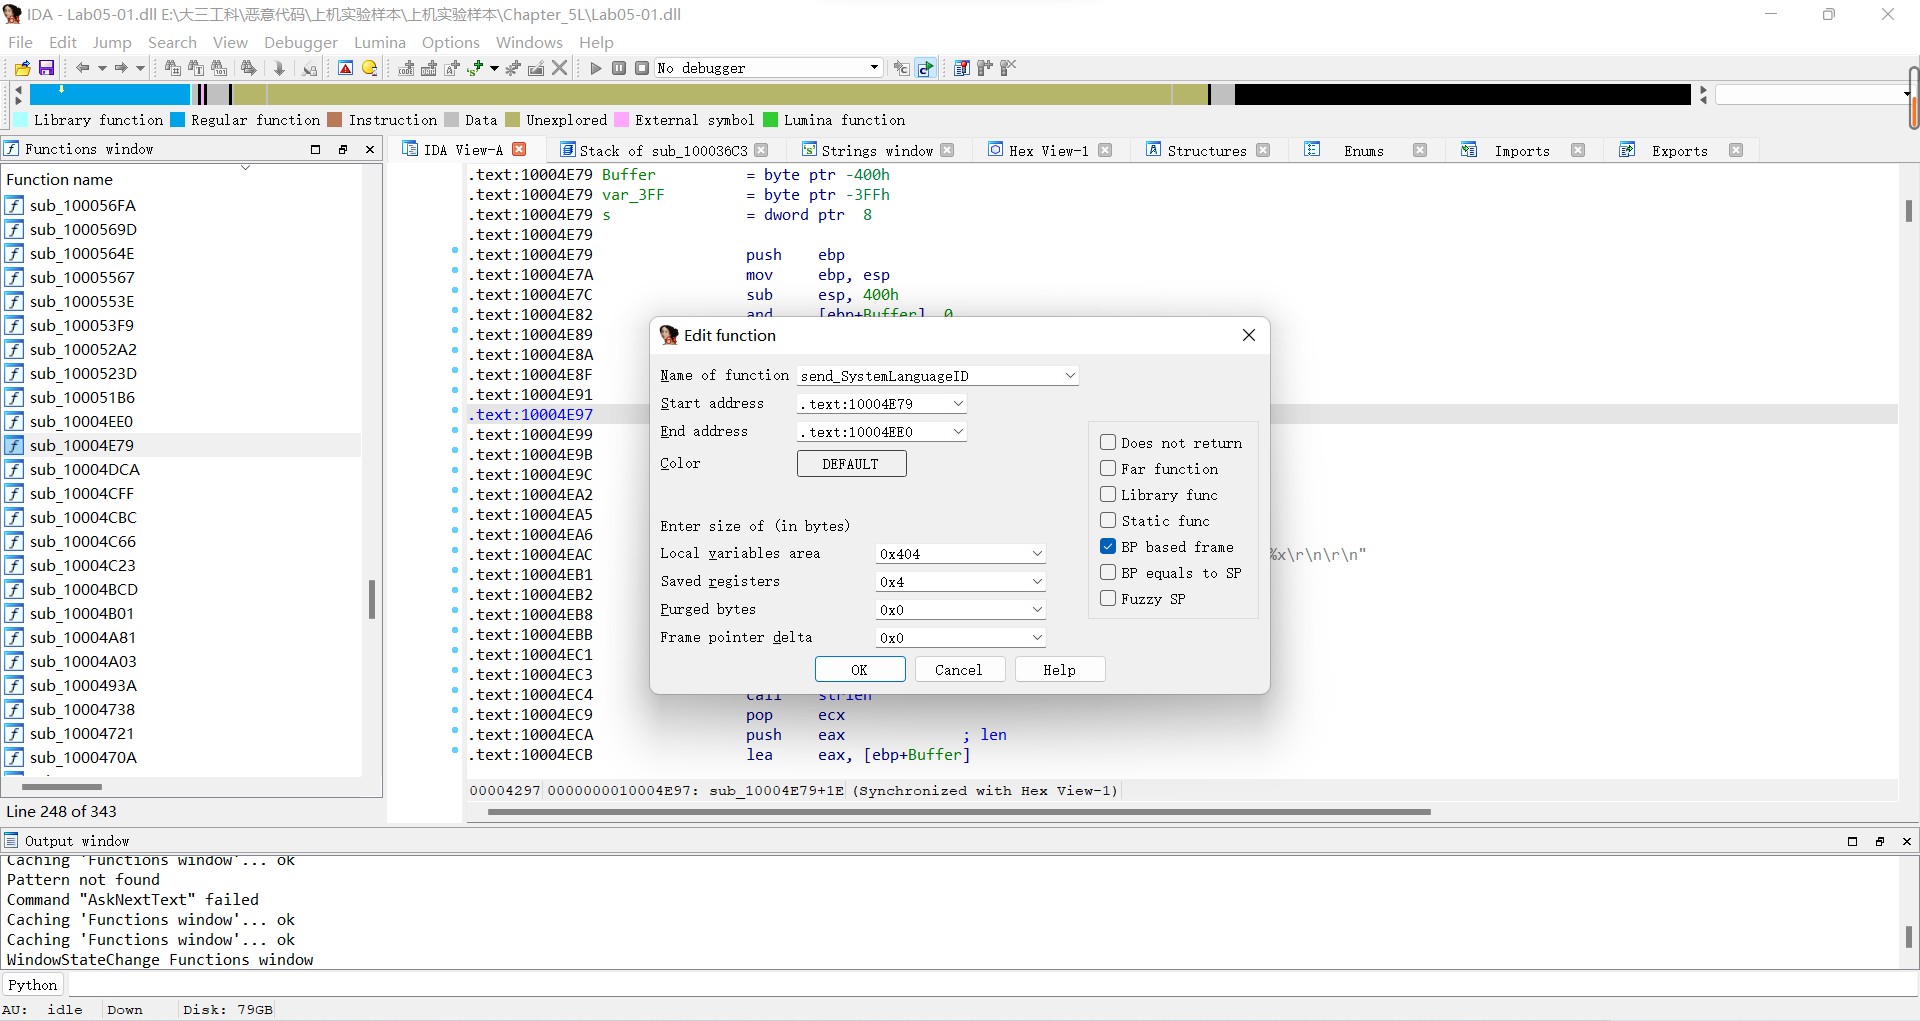 IDA - Lab05-01.dll E:\大三工科\恶意代码\上机实验样本\上机实验样本\Chapter_5L\Lab05-01.dll
File Edit Jump Search View Debugger Lumina Options Windows Help
No debugger
Library function Regular function Instruction Data Unexplored External symbol Lumina function
Functions window
IDA View-A Stack of sub_100036C3 Strings window Hex View-1 Structures Enums Imports Exports
Function name
sub_100056FA
sub_1000569D
sub_1000564E
sub_10005567
sub_1000553E
sub_100053F9
sub_100052A2
sub_1000523D
sub_100051B6
sub_10004EE0
sub_10004E79
sub_10004DCA
sub_10004CFF
sub_10004CBC
sub_10004C66
sub_10004C23
sub_10004BCD
sub_10004B01
sub_10004A81
sub_10004A03
sub_1000493A
sub_10004738
sub_10004721
sub_1000470A
Line 248 of 343
.text:10004E79 Buffer = byte ptr -400h
.text:10004E79 var_3FF = byte ptr -3FFh
.text:10004E79 s = dword ptr 8
.text:10004E79
.text:10004E79 push ebp
.text:10004E7A mov ebp, esp
.text:10004E7C sub esp, 400h
.text:10004E82 and [ebp+Buffer], 0
.text:10004E89
.text:10004E8A
.text:10004E8F
.text:10004E91
.text:10004E97
.text:10004E99
.text:10004E9B
.text:10004E9C
.text:10004EA2
.text:10004EA5
.text:10004EA6
.text:10004EAC %x\r\n\r\n"
.text:10004EB1
.text:10004EB2
.text:10004EB8
.text:10004EBB
.text:10004EC1
.text:10004EC3
.text:10004EC4 call strlen
.text:10004EC9 pop ecx
.text:10004ECA push eax ; len
.text:10004ECB lea eax, [ebp+Buffer]
00004297 0000000010004E97: sub_10004E79+1E (Synchronized with Hex View-1)
Edit function
Name of function send_SystemLanguageID
Start address .text:10004E79
End address .text:10004EE0
Color DEFAULT
Enter size of (in bytes)
Local variables area 0x404
Saved registers 0x4
Purged bytes 0x0
Frame pointer delta 0x0
Does not return
Far function
Library func
Static func
BP based frame
BP equals to SP
Fuzzy SP
OK Cancel Help
Output window
Caching 'Functions window'... ok
Pattern not found
Command "AskNextText" failed
Caching 'Functions window'... ok
Caching 'Functions window'... ok
WindowStateChange Functions window
Python
AU: idle Down Disk: 79GB